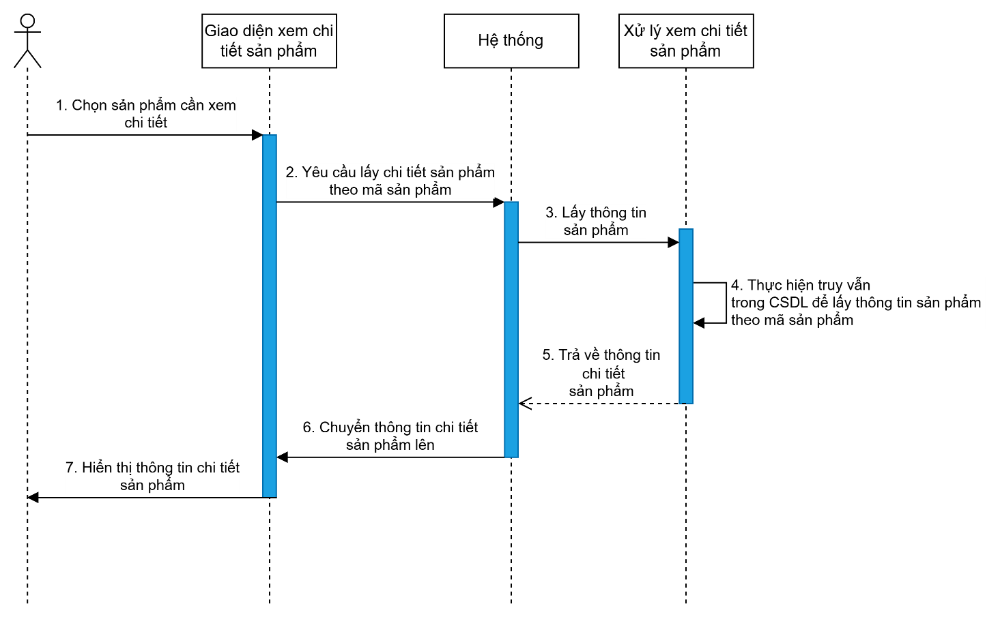 Giao diện xem chi
tiết sản phẩm
Hệ thống
Xử lý xem chi tiết
sản phẩm
1. Chọn sản phẩm cần xem
chi tiết
2. Yêu cầu lấy chi tiết sản phẩm
theo mã sản phẩm
3. Lấy thông tin
sản phẩm
4. Thực hiện truy vẫn
trong CSDL để lấy thông tin sản phẩm
theo mã sản phẩm
5. Trả về thông tin
chi tiết
sản phẩm
6. Chuyển thông tin chi tiết
sản phẩm lên
7. Hiển thị thông tin chi tiết
sản phẩm